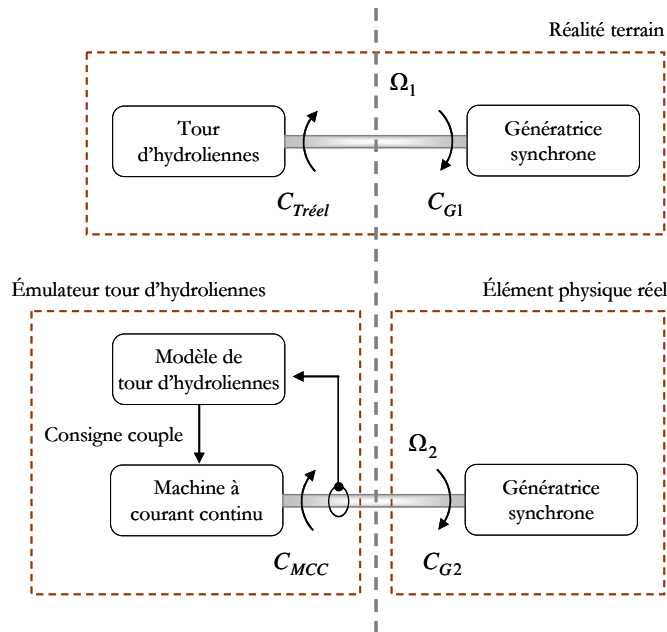 Réalité terrain
Ω1
Tour
d'hydroliennes
Génératrice
synchrone
CTréel
CG1
Émulateur tour d'hydroliennes
Élément physique réel
Modèle de
tour d'hydroliennes
Consigne couple
Ω2
Machine à
courant continu
Génératrice
synchrone
CMCC
CG2